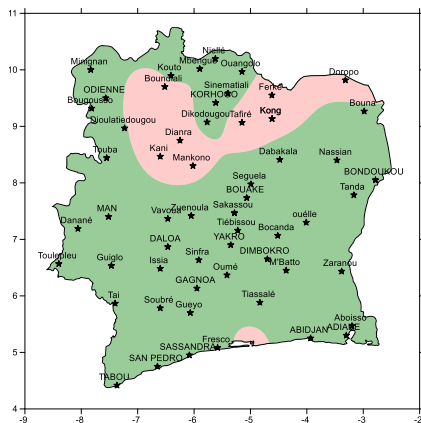 11
Niellé
Minignan
Kouto
M'bengué
Ouangolo
10
Doropo
Boundiali
Sinematiali
Ferké
ODIENNE
KORHOGO
Bougousso
Bouna
Dikodougou
Tafiré
Kong
Dioulatiedougou
9
Dianra
Touba
Kani
Mankono
Dabakala
Nassian
BONDOUKOU
8
Seguela
BOUAKE
Tanda
MAN
Vavoua
Zuenoula
Sakassou
ouélle
Danané
Tiébissou
Bocanda
7
DALOA
YAKRO
Toulepleu
Guiglo
Issia
Sinfra
DIMBOKRO
M'Batto
Zaranou
Oumé
GAGNOA
6
Tai
Soubré
Gueyo
Tiassalé
Aboisso
ABIDJAN
ADIAKE
Fresco
SASSANDRA
5
SAN PEDRO
TABOU
4
-9
-8
-7
-6
-5
-4
-3
-2